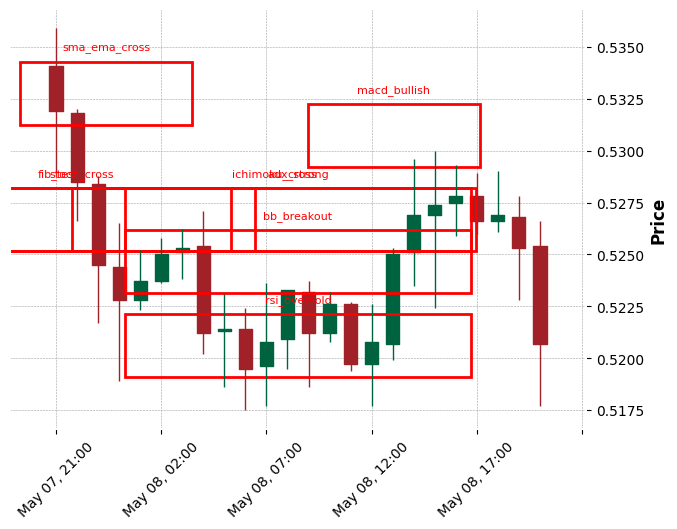 sma_ema_cross
macd_bullish
ichimoku_cross
adx_strong
bb_breakout
0.5350
0.5325
0.5300
0.5275
0.5250
0.5225
0.5200
0.5175
Price
May 07, 21:00
May 08, 02:00
May 08, 07:00
May 08, 12:00
May 08, 17:00